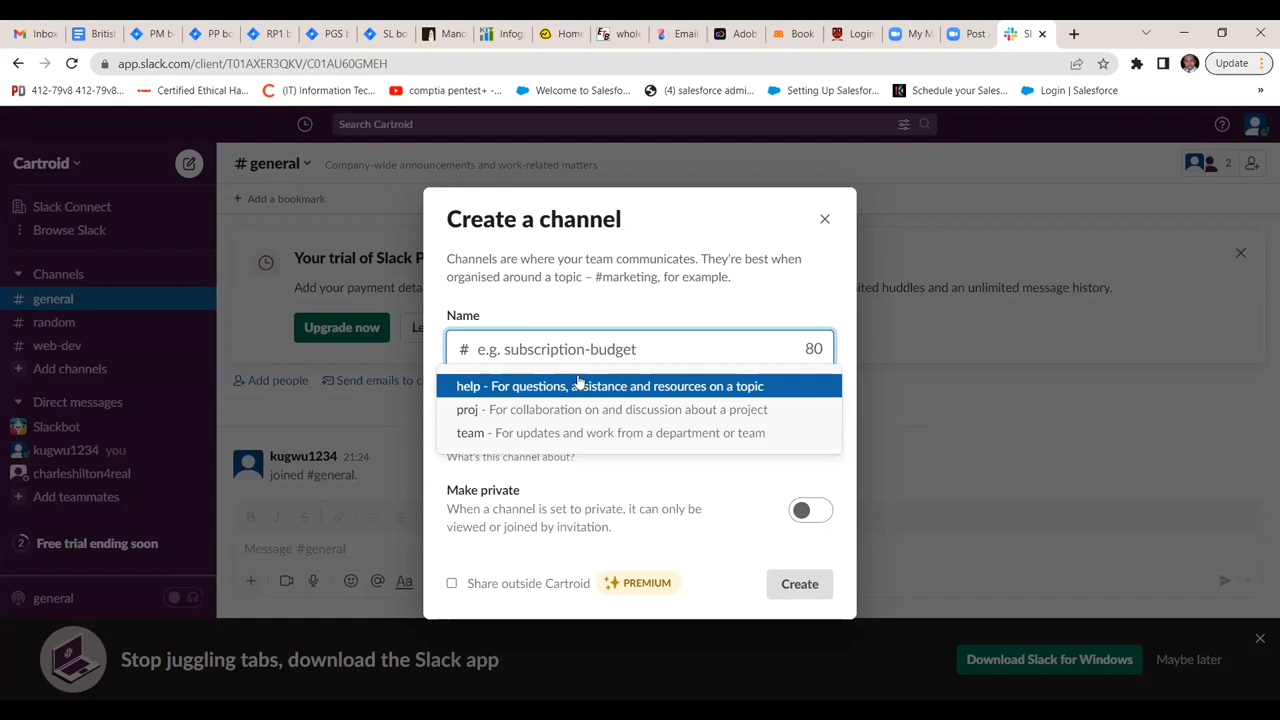 Inbox
British
PM b
PP bo
RP1 b
PGS b
SL bo
Mano
Infog
Home
whole
Email
Adob
Book
Login
My M
Post
Sl
app.slack.com/client/T01AXER3QKV/C01AU60GMEH
Update
412-79v8 412-79v8...
Certified Ethical Ha...
(IT) Information Tec...
comptia pentest+ -...
Welcome to Salesfo...
(4) salesforce admi...
Setting Up Salesforc...
Schedule your Sales...
Login | Salesforce
»
Search Cartroid
Cartroid
# general
Company-wide announcements and work-related matters
2
+ Add a bookmark
Slack Connect
Browse Slack
Channels
# general
# random
# web-dev
+ Add channels
Direct messages
Slackbot
kugwu1234 you
charleshilton4real
+ Add teammates
2 Free trial ending soon
general
Your trial of Slack P
Add your payment deta
ited huddles and an unlimited message history.
Upgrade now
Le
Add people
Send emails to c
kugwu1234 21:24
joined #general.
Message #general
Create a channel
Channels are where your team communicates. They're best when
organised around a topic – #marketing, for example.
Name
# e.g. subscription-budget 80
help - For questions, assistance and resources on a topic
proj - For collaboration on and discussion about a project
team - For updates and work from a department or team
What's this channel about?
Make private
When a channel is set to private, it can only be
viewed or joined by invitation.
Share outside Cartroid PREMIUM
Create
Stop juggling tabs, download the Slack app
Download Slack for Windows
Maybe later